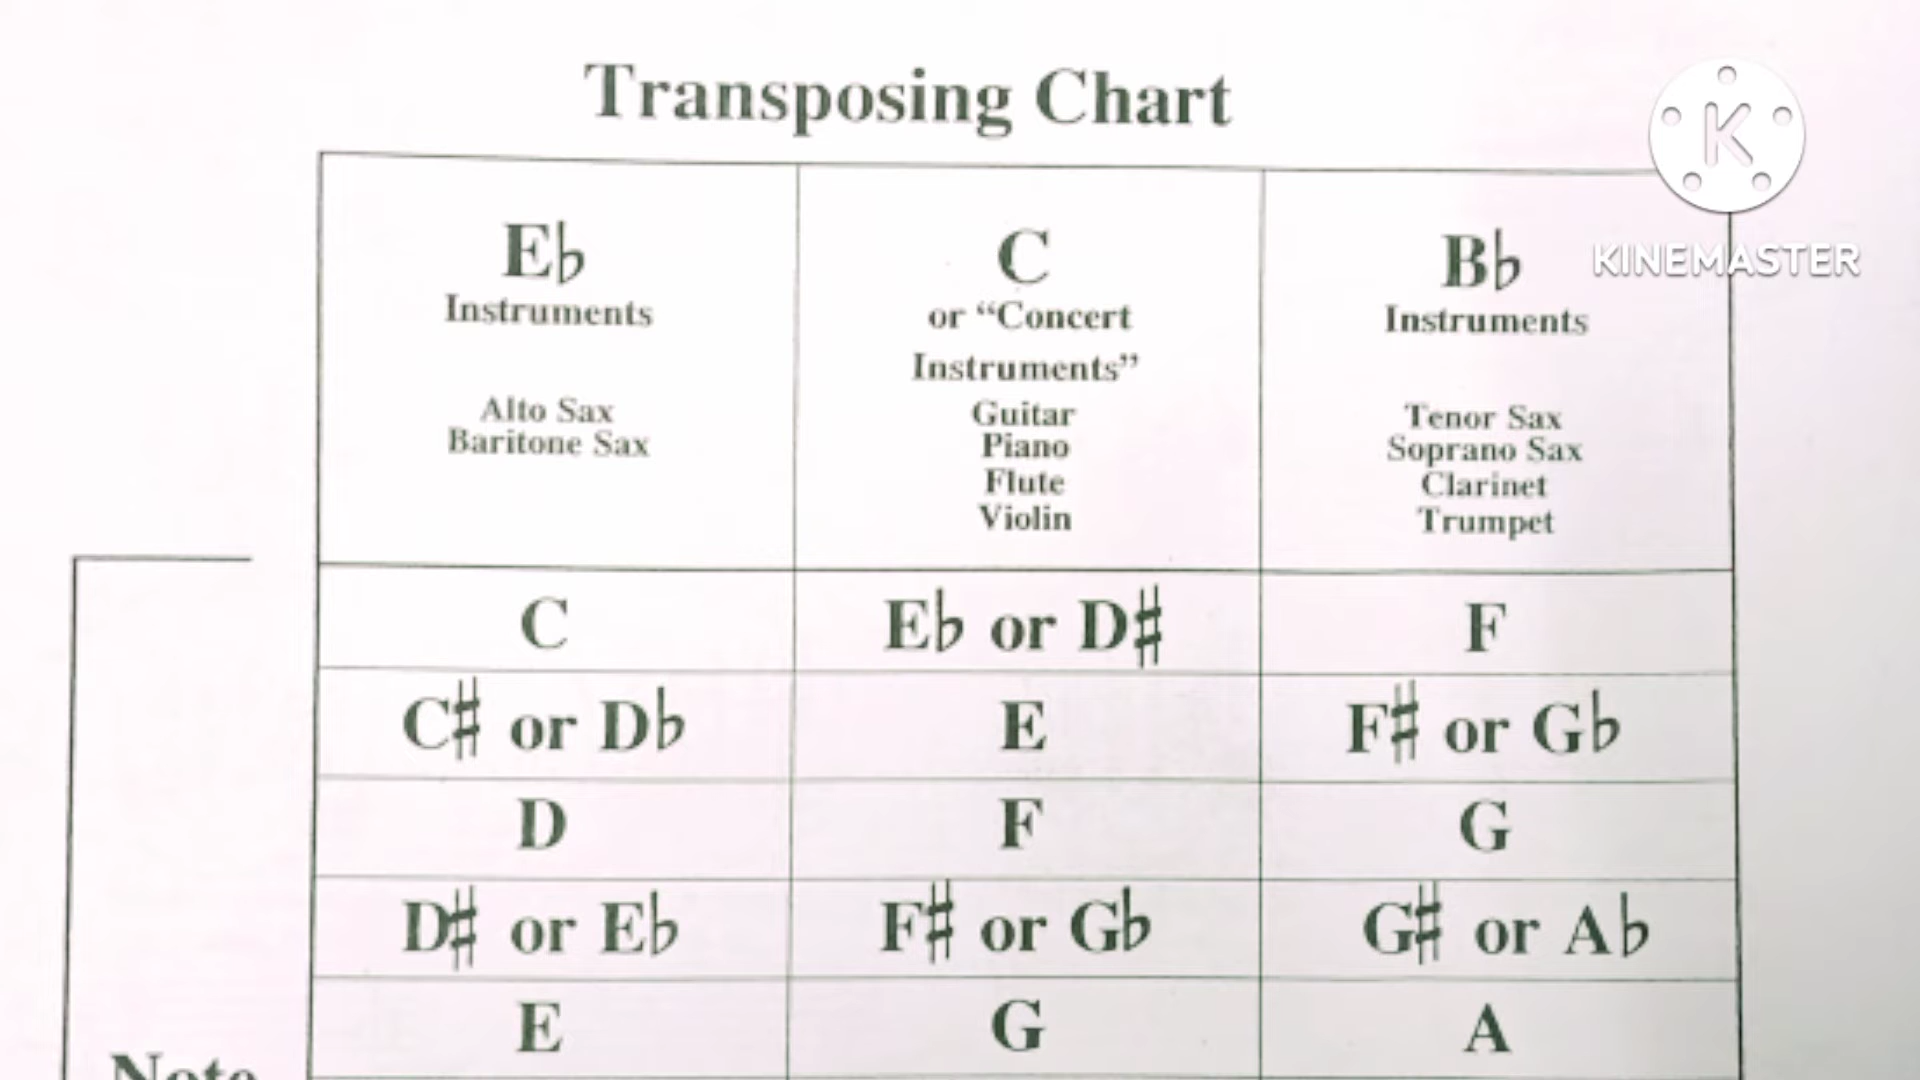 Transposing Chart
K
KINEMASTER
E♭
Instruments
Alto Sax
Baritone Sax
C
or “Concert
Instruments”
Guitar
Piano
Flute
Violin
B♭
Instruments
Tenor Sax
Soprano Sax
Clarinet
Trumpet
C E♭ or D♯ F
C♯ or D♭ E F♯ or G♭
D F G
D♯ or E♭ F♯ or G♭ G♯ or A♭
E G A
Note